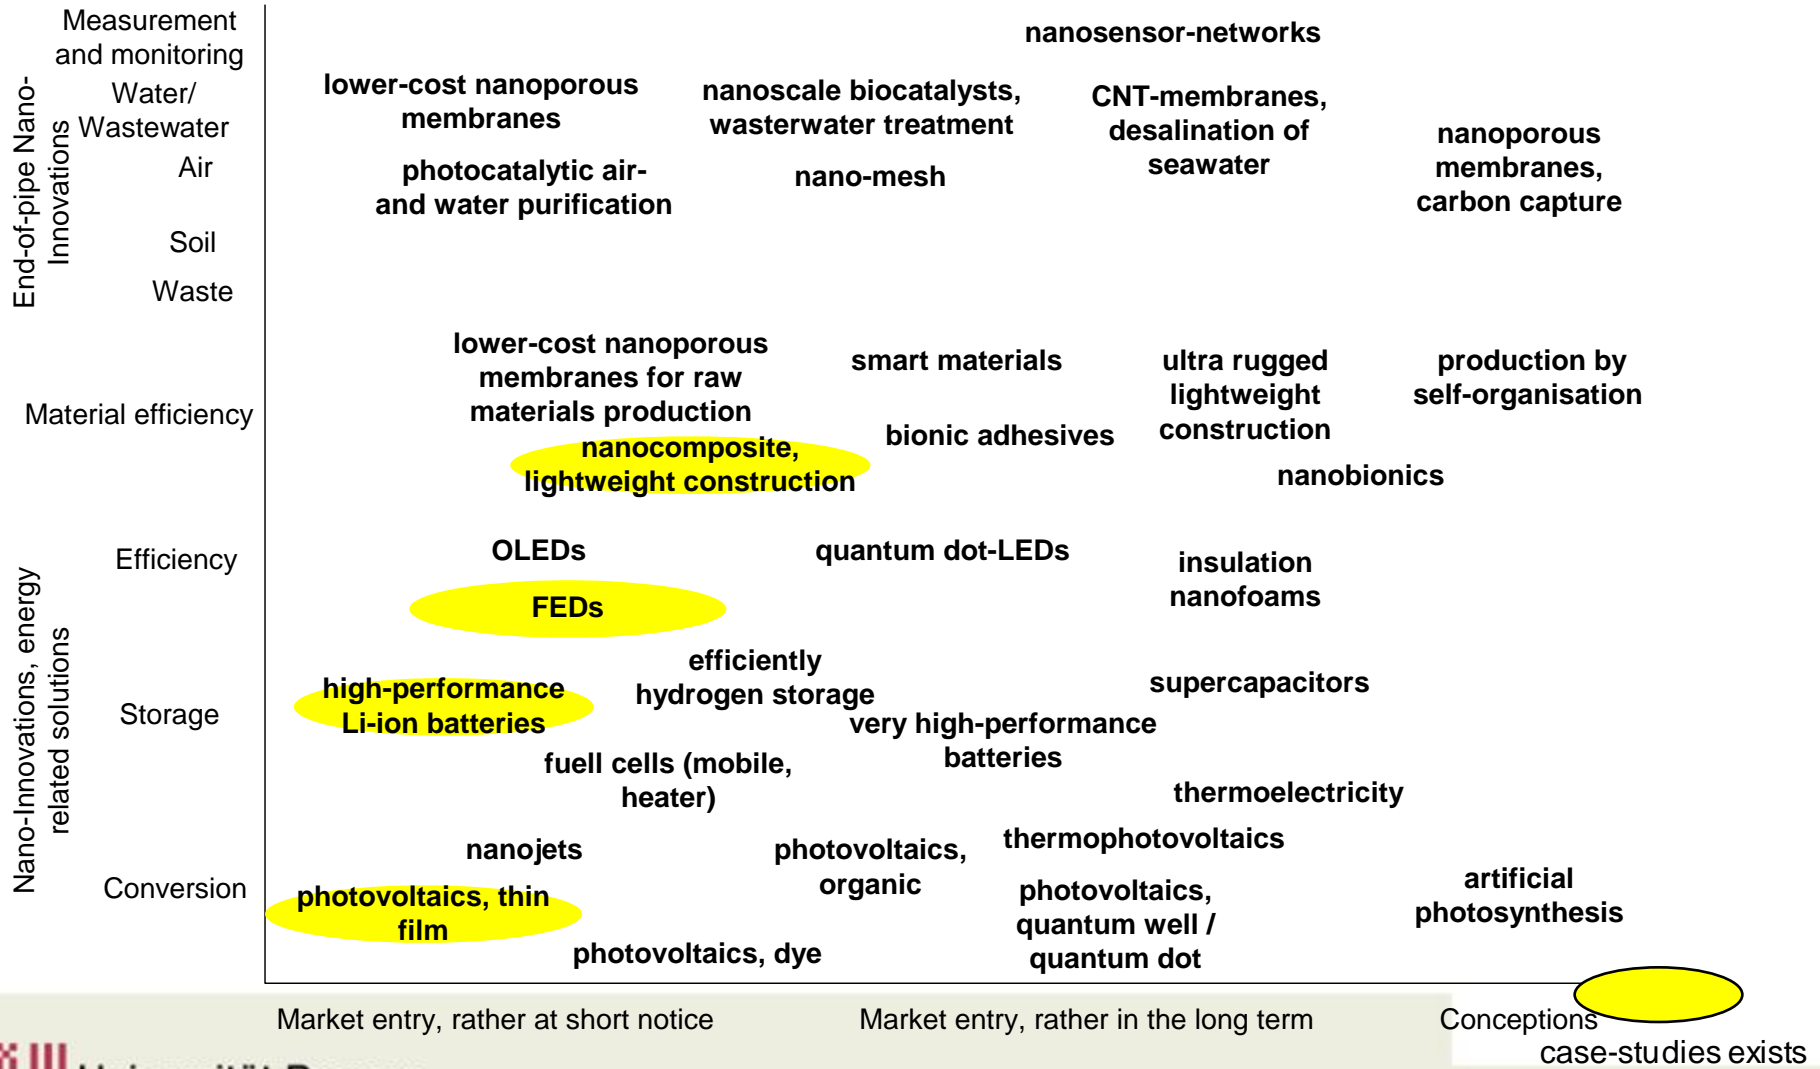 Measurement
and monitoring
nanosensor-networks
End-of-pipe Nano-
Innovations
Water/
Wastewater
lower-cost nanoporous
membranes
nanoscale biocatalysts,
wasterwater treatment
CNT-membranes,
desalination of
seawater
nanoporous
membranes,
carbon capture
Air
photocatalytic air-
and water purification
nano-mesh
Soil
Waste
Material efficiency
lower-cost nanoporous
membranes for raw
materials production
smart materials
ultra rugged
lightweight
construction
production by
self-organisation
nanocomposite,
lightweight construction
bionic adhesives
nanobionics
Nano-Innovations, energy
related solutions
Efficiency
OLEDs
quantum dot-LEDs
insulation
nanofoams
FEDs
Storage
high-performance
Li-ion batteries
efficiently
hydrogen storage
very high-performance
batteries
supercapacitors
fuell cells (mobile,
heater)
thermoelectricity
Conversion
nanojets
photovoltaics,
organic
thermophotovoltaics
photovoltaics, thin
film
photovoltaics,
quantum well /
quantum dot
artificial
photosynthesis
photovoltaics, dye
Market entry, rather at short notice
Market entry, rather in the long term
Conceptions
case-studies exists